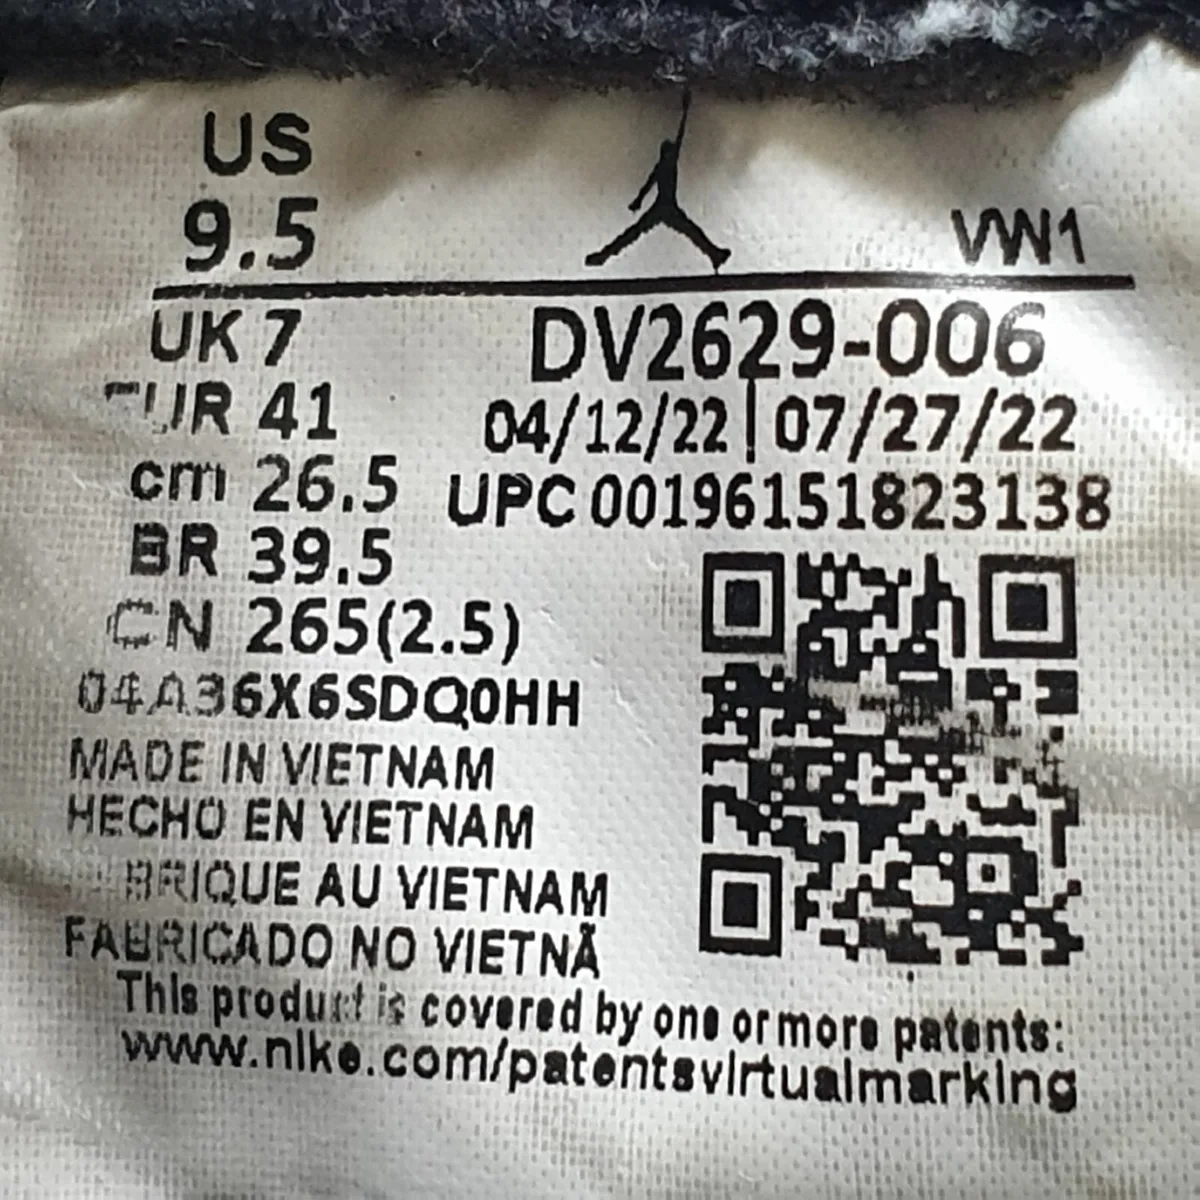 US
9.5
VW1
UK 7
DV2629-006
EUR 41
04/12/22 | 07/27/22
cm 26.5
UPC 00196151823138
BR 39.5
CN 265(2.5)
04A36X6SDQ0HH
MADE IN VIETNAM
HECHO EN VIETNAM
AU VIETNAM
FABRICADO NO VIETNÃ
This product is covered by one or more patents:
www.nike.com/patentsvirtualmarking